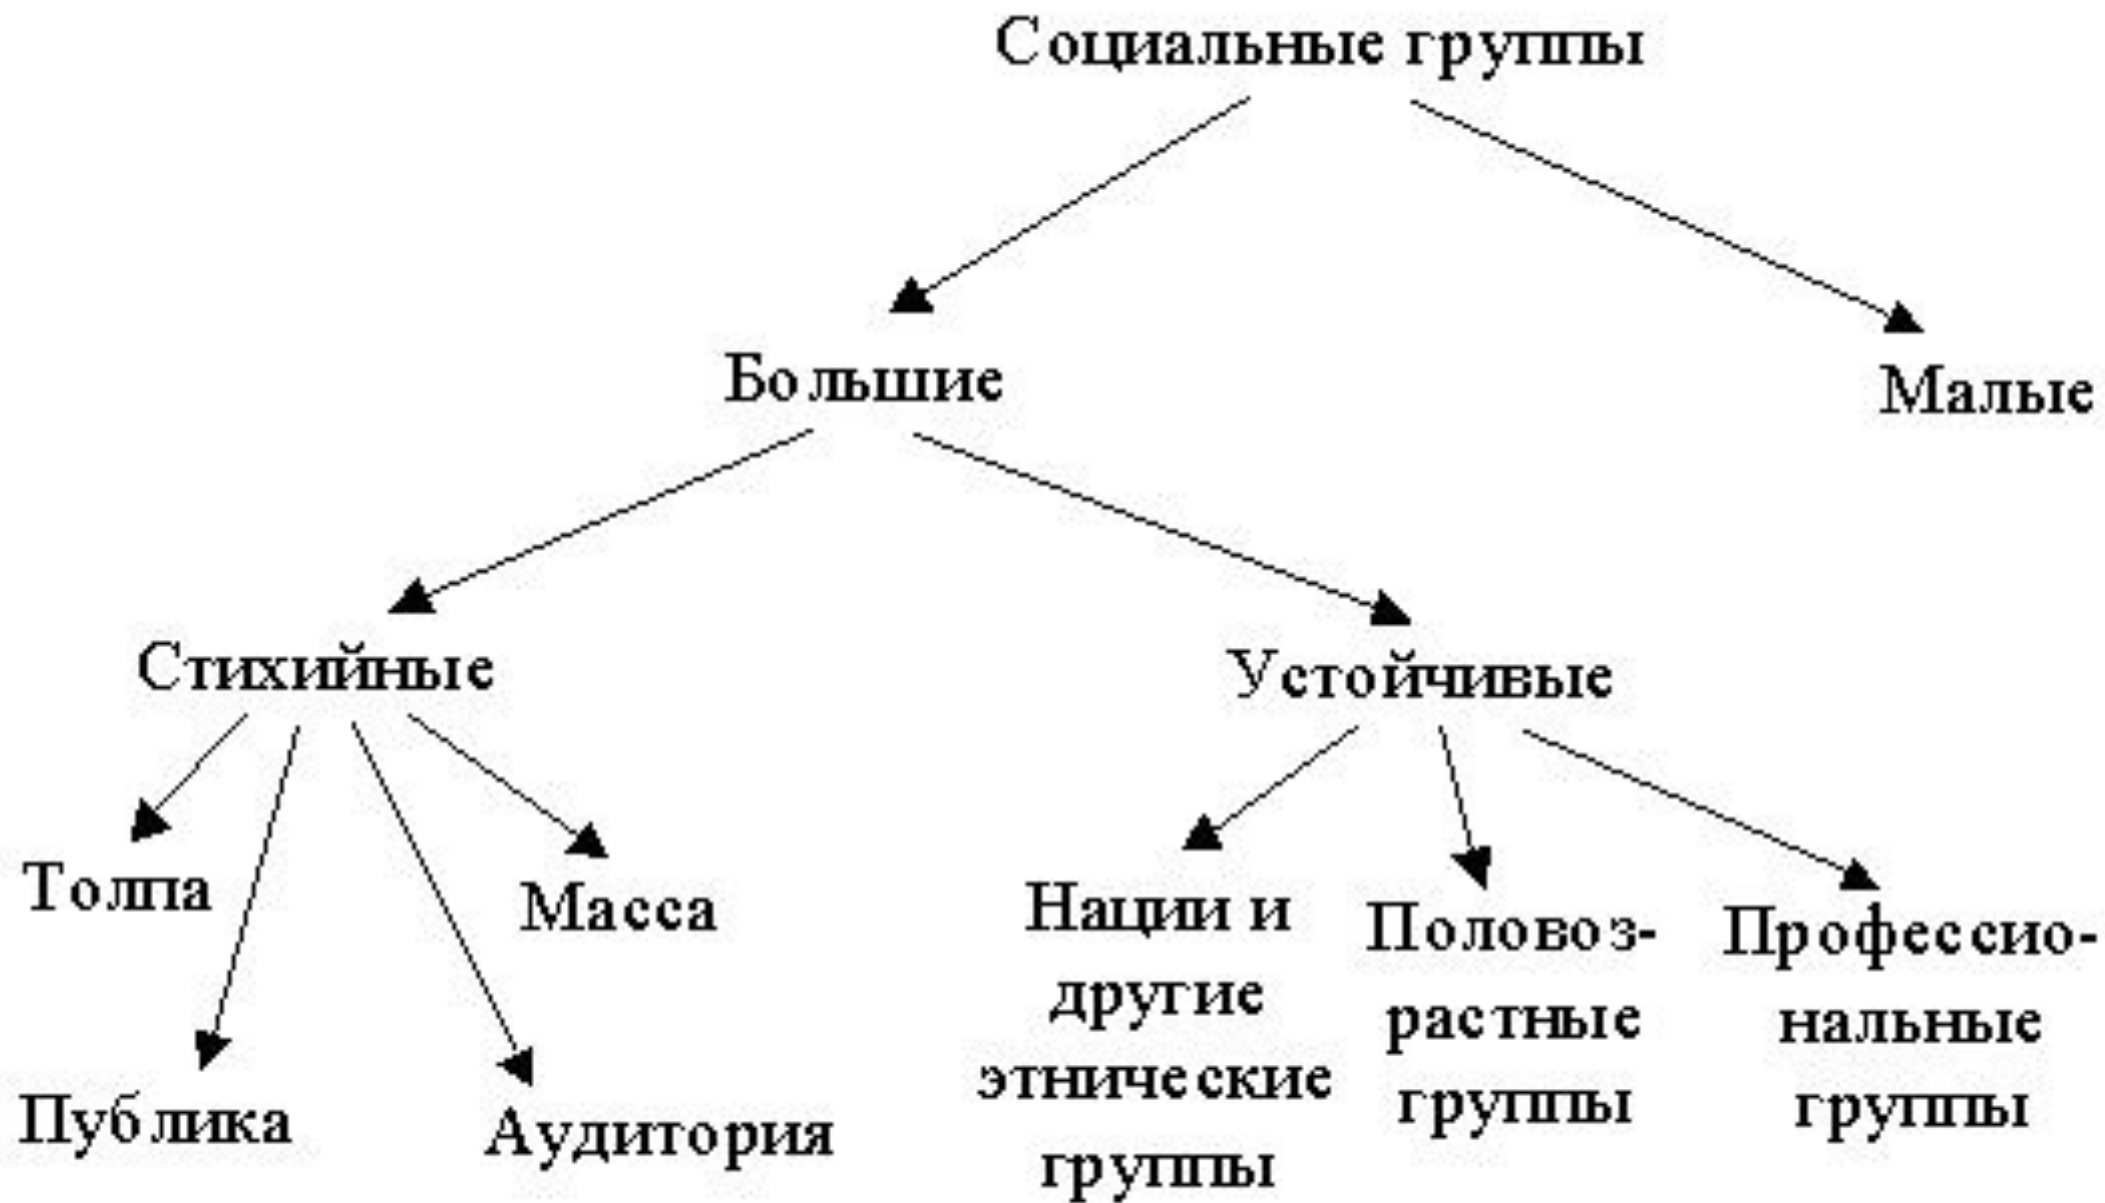 Социальные группы
Большие
Малые
Стихийные
Устойчивые
Толпа
Масса
Публика
Аудитория
Нации и
другие
этнические
группы
Половоз-
растные
группы
Профессио-
нальные
группы